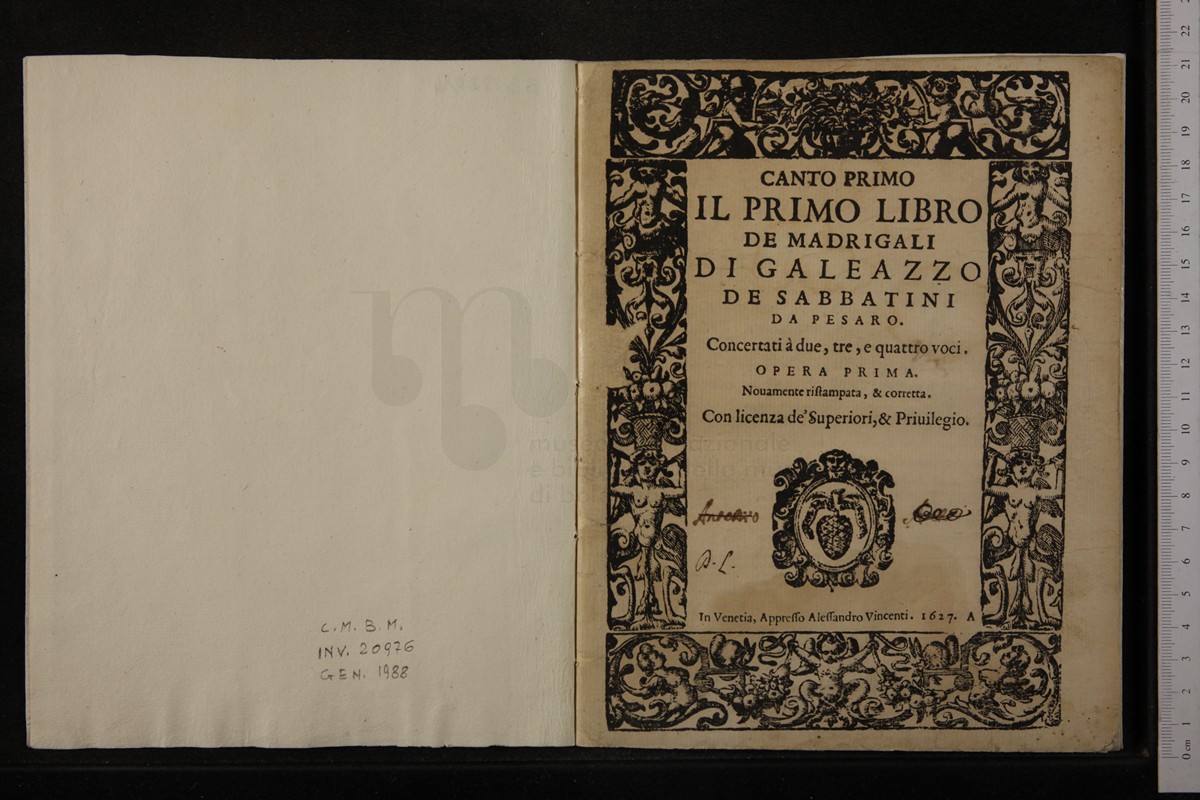 C. M. B. M.
INV. 20976
GEN. 1988
CANTO PRIMO
IL PRIMO LIBRO
DE MADRIGALI
DI GALEAZZO
DE SABBATINI
DA PESARO.
Concertati à due, tre, e quattro voci.
OPERA PRIMA.
Nouamente riſtampata, & corretta.
Con licenza de' Superiori, & Priuilegio.
A. L.
In Venetia, Appreſſo Aleſſandro Vincenti. 1627. A